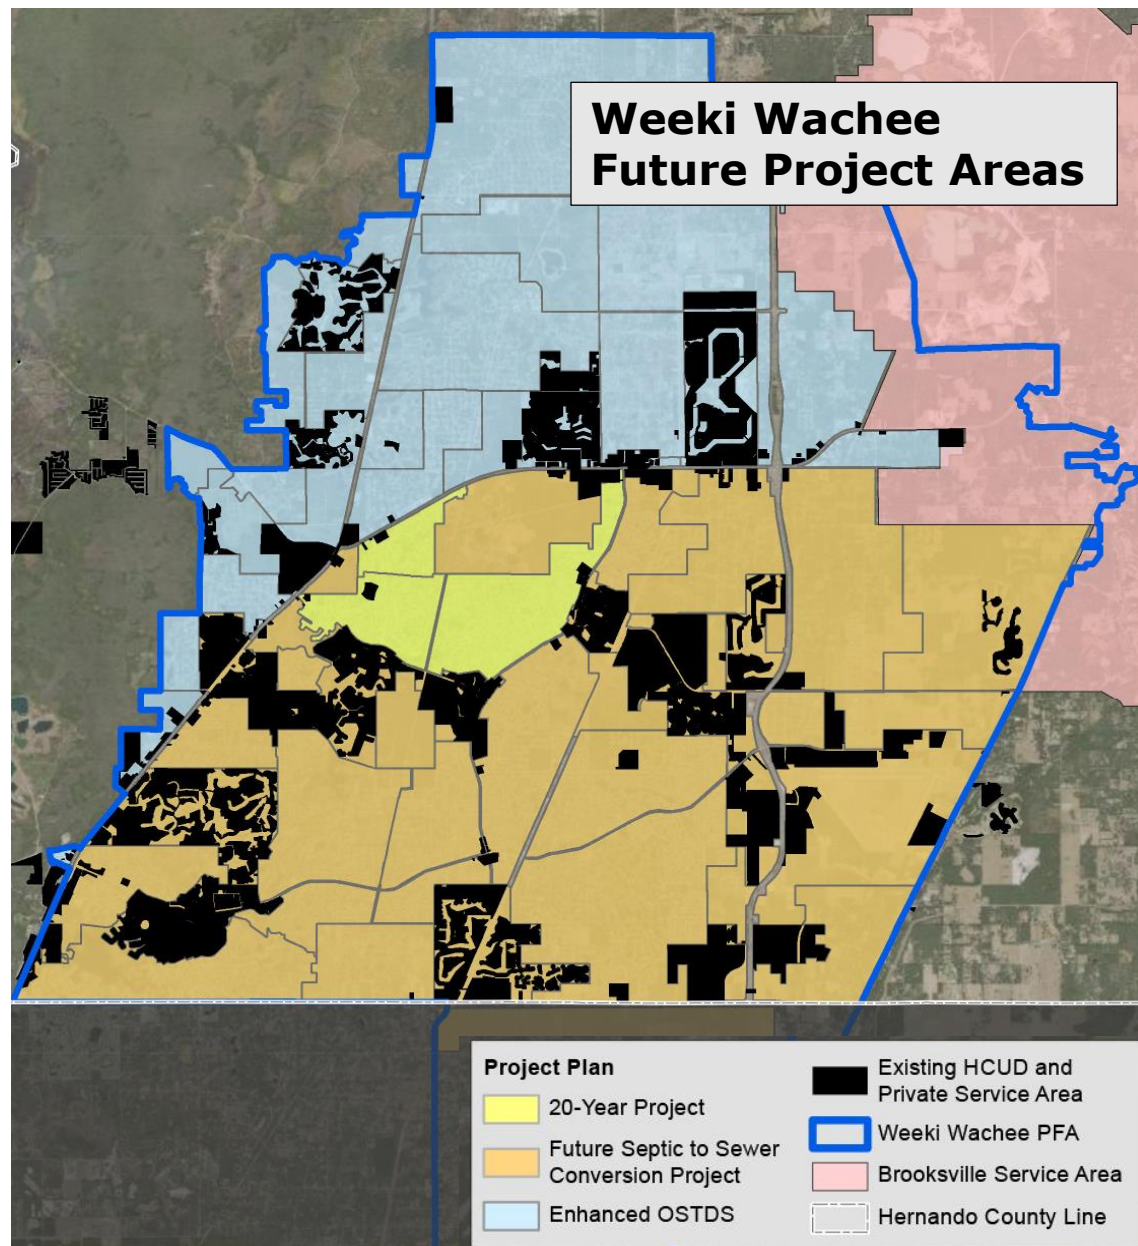 Weeki Wachee
Future Project Areas
Project Plan
20-Year Project
Future Septic to Sewer
Conversion Project
Enhanced OSTDS
Existing HCUD and
Private Service Area
Weeki Wachee PFA
Brooksville Service Area
Hernando County Line